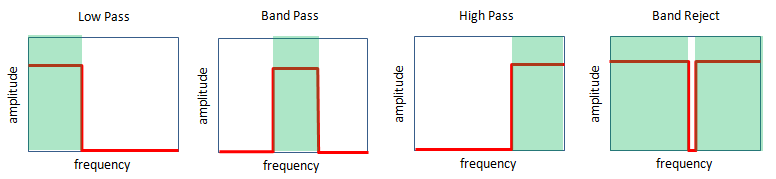 Low Pass
amplitude
frequency
Band Pass
amplitude
frequency
High Pass
amplitude
frequency
Band Reject
amplitude
frequency